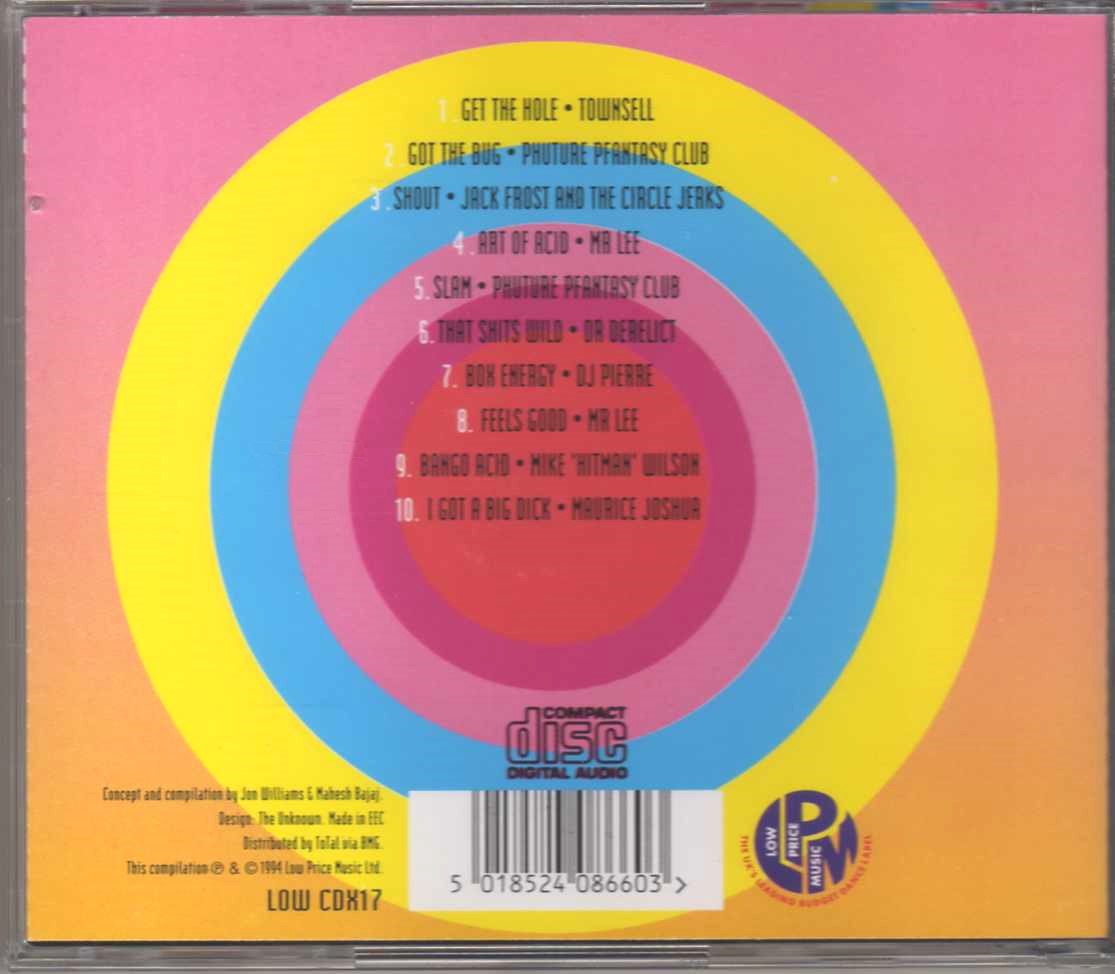 1. GET THE HOLE • TOWNSELL
2. GOT THE BUG • PHUTURE PFANTASY CLUB
3. SHOUT • JACK FROST AND THE CIRCLE JERKS
4. ART OF ACID • MR LEE
5. SLAM • PHUTURE PFANTASY CLUB
6. THAT SHITS WILD • DR DERELICT
7. BOX ENERGY • DJ PIERRE
8. FEELS GOOD • MR LEE
9. BANGO ACID • MIKE 'HITMAN' WILSON
10. I GOT A BIG DICK • MAURICE JOSHUA
COMPACT
disc
DIGITAL AUDIO
Concept and compilation by Jon Williams & Mahesh Bajaj.
Design: The Unknown. Made in EEC
Distributed by ToTal via BMG.
This compilation ℗ & © 1994 Low Price Music Ltd.
LOW CDX17
5 018524 086603 >
LPM
LOW PRICE MUSIC
THE UK'S LEADING BUDGET DANCE LABEL